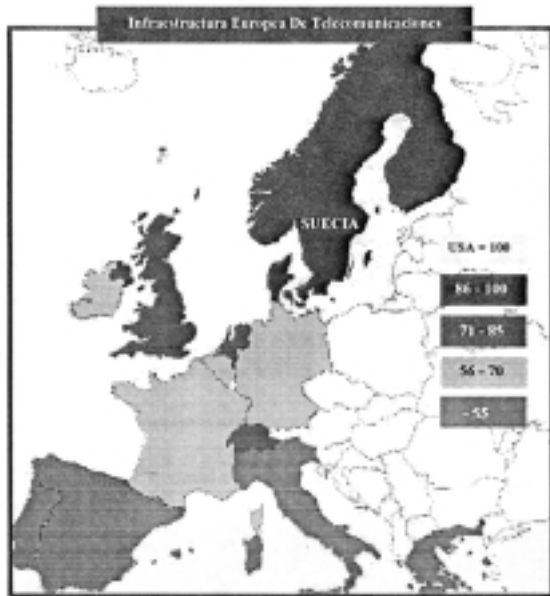 Infraestructura Europea De Telecomunicaciones
SUECIA
USA = 100
86 - 100
71 - 85
56 - 70
- 55